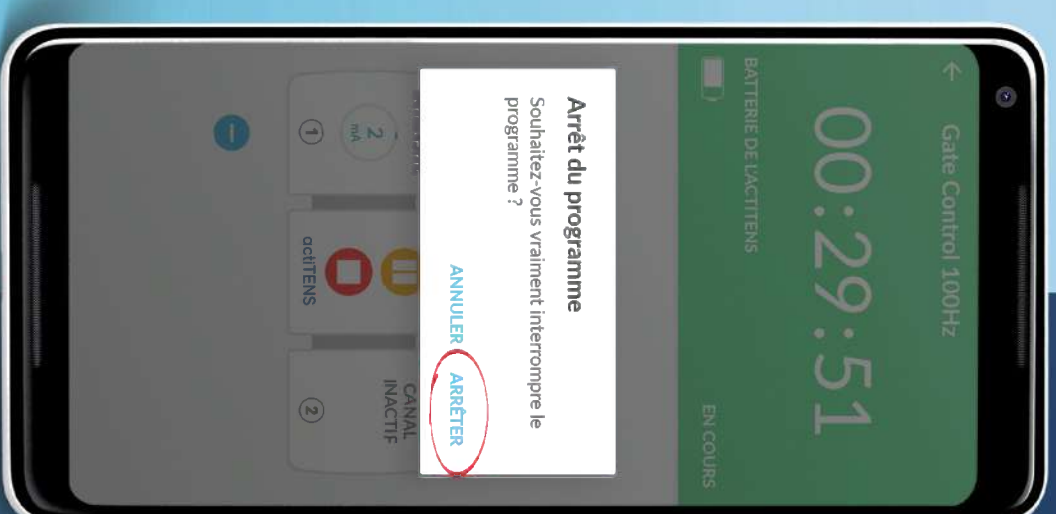 Gate Control 100Hz
00:29:51
BATTERIE DE L'ACTITENS
EN COURS
Arrêt du programme
Souhaitez-vous vraiment interrompre le
programme ?
ANNULER
ARRÊTER
2
mA
1
actiTENS
CANAL
INACTIF
2